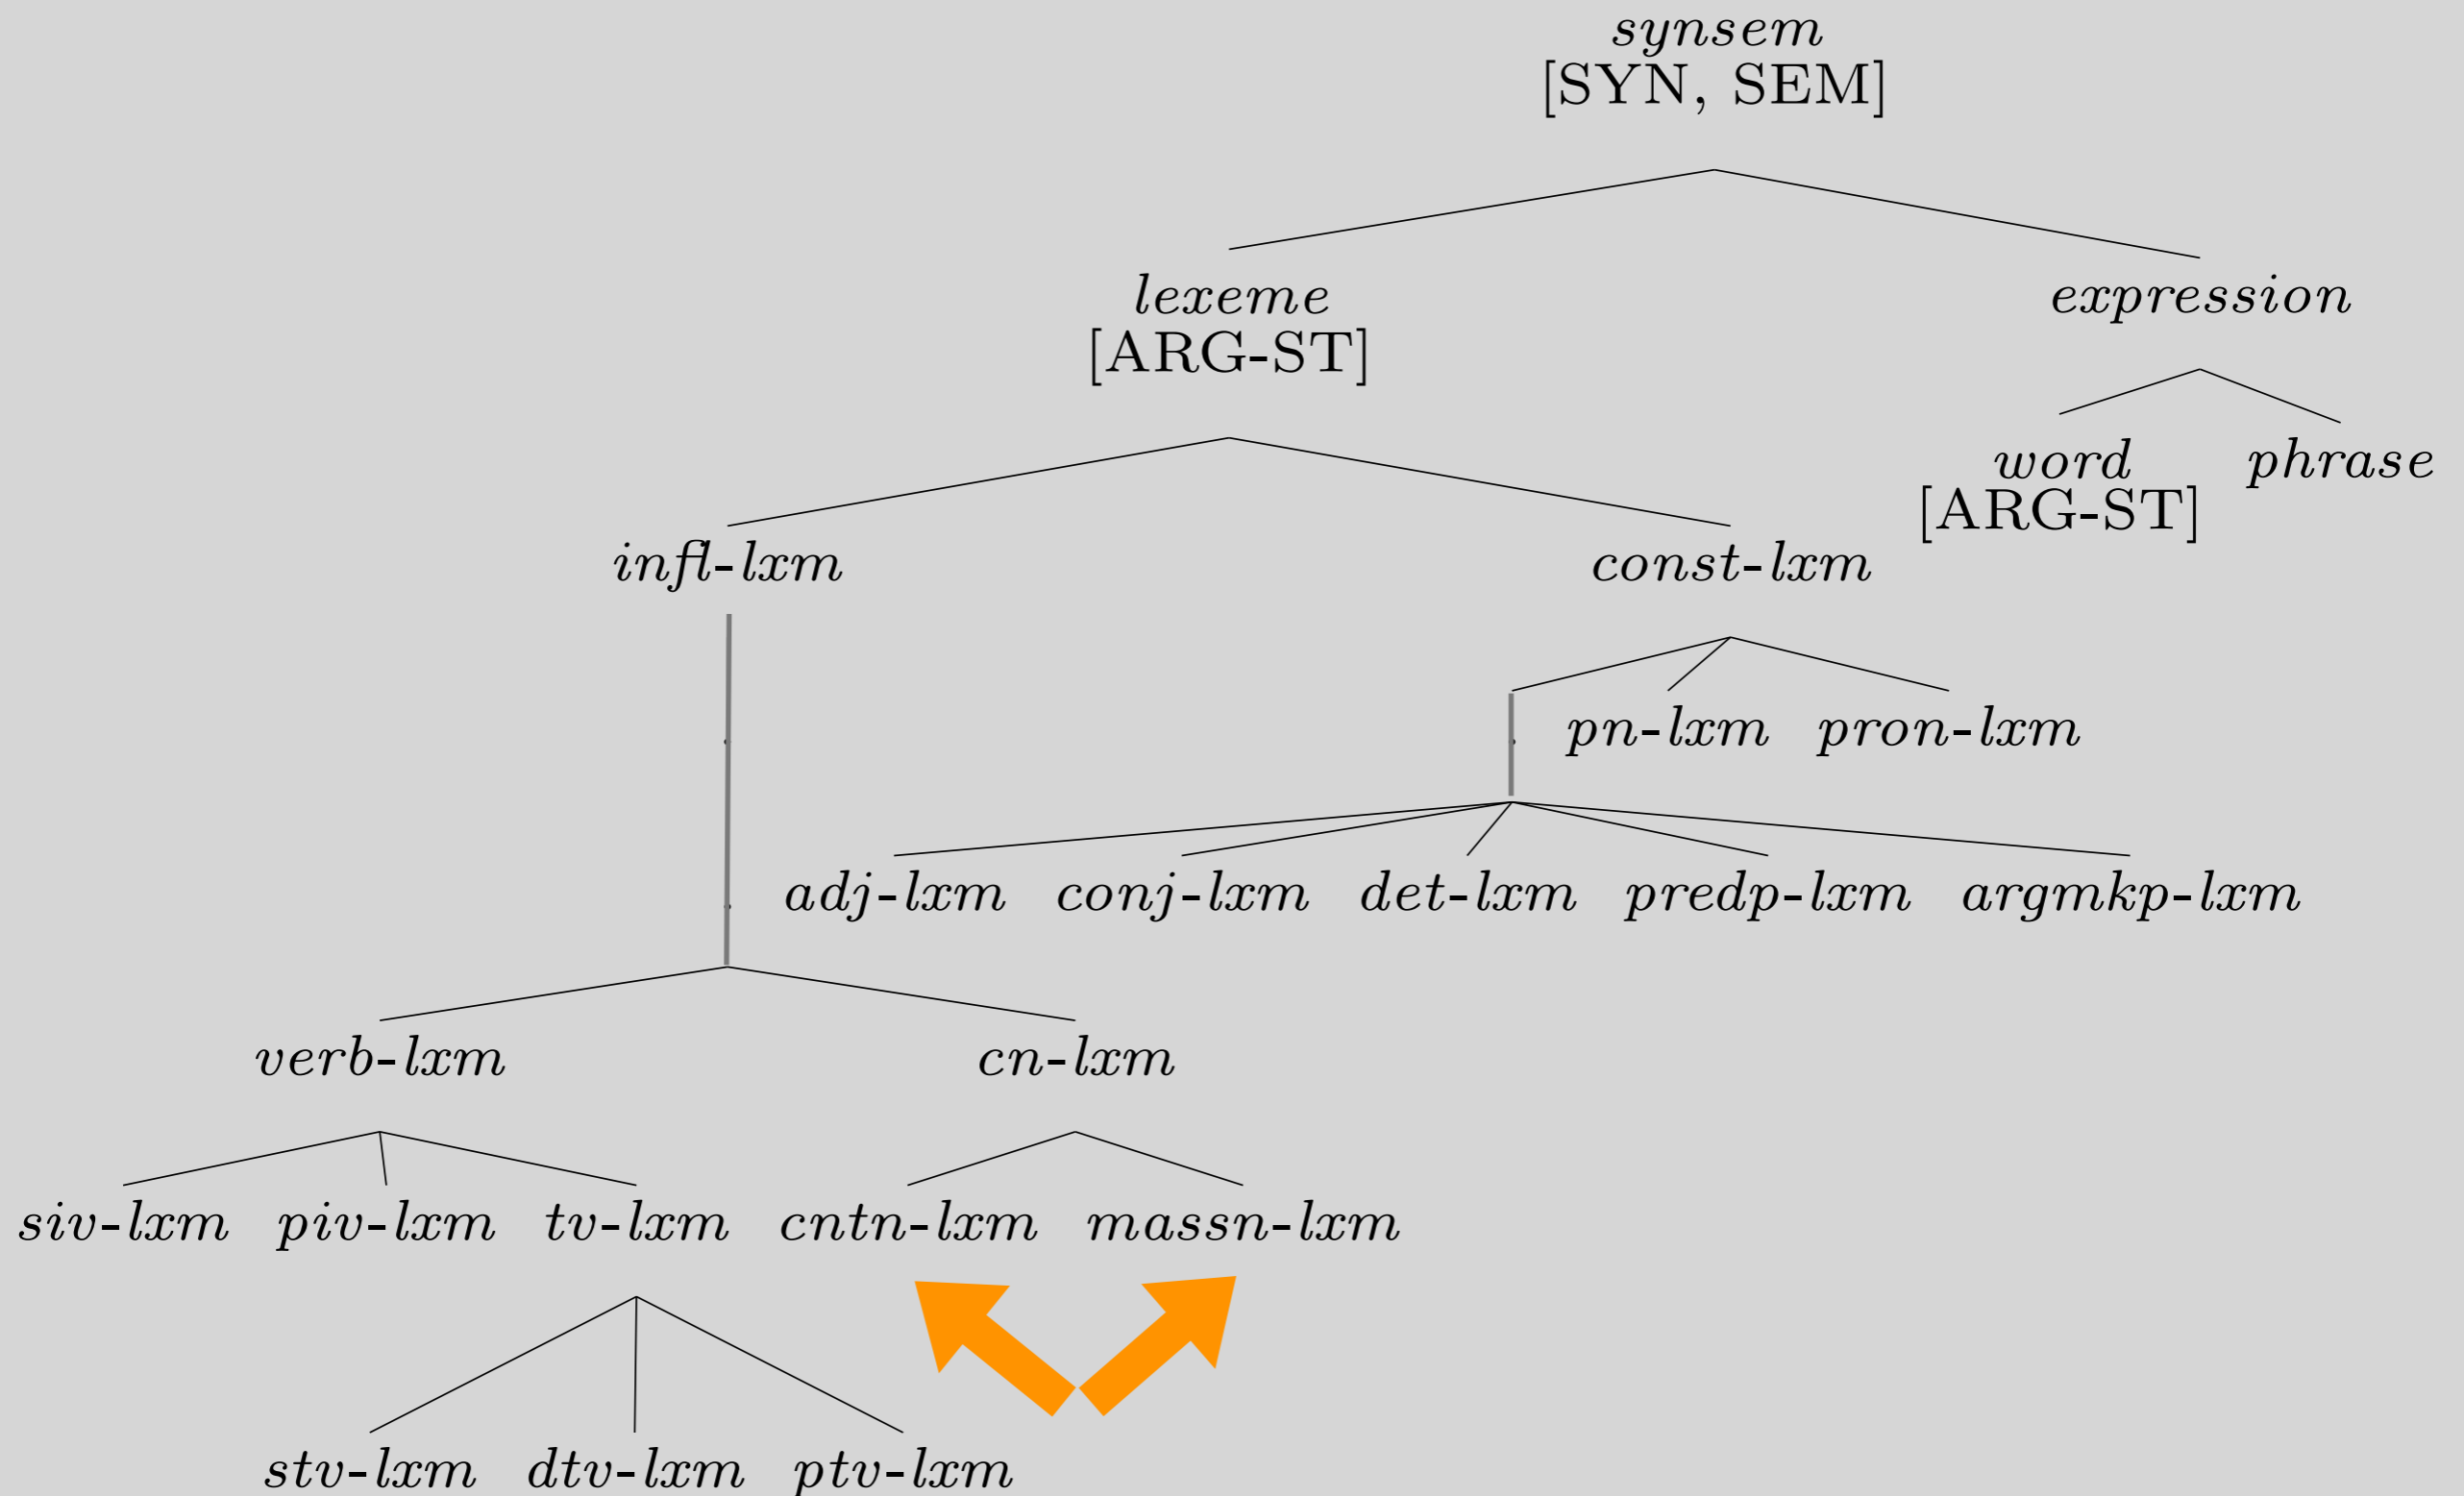 synsem
[SYN, SEM]
lexeme
[ARG-ST]
expression
word
[ARG-ST]
phrase
infl-lxm
const-lxm
pn-lxm pron-lxm
adj-lxm conj-lxm det-lxm predp-lxm argmkp-lxm
verb-lxm cn-lxm
siv-lxm piv-lxm tv-lxm cntn-lxm massn-lxm
stv-lxm dtv-lxm ptv-lxm